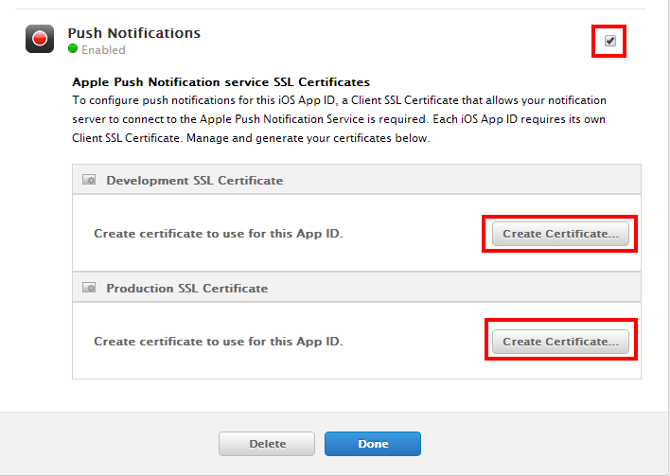 Push Notifications
Enabled
Apple Push Notification service SSL Certificates
To configure push notifications for this iOS App ID, a Client SSL Certificate that allows your notification
server to connect to the Apple Push Notification Service is required. Each iOS App ID requires its own
Client SSL Certificate. Manage and generate your certificates below.
Development SSL Certificate
Create certificate to use for this App ID.
Create Certificate...
Production SSL Certificate
Create certificate to use for this App ID.
Create Certificate...
Delete
Done